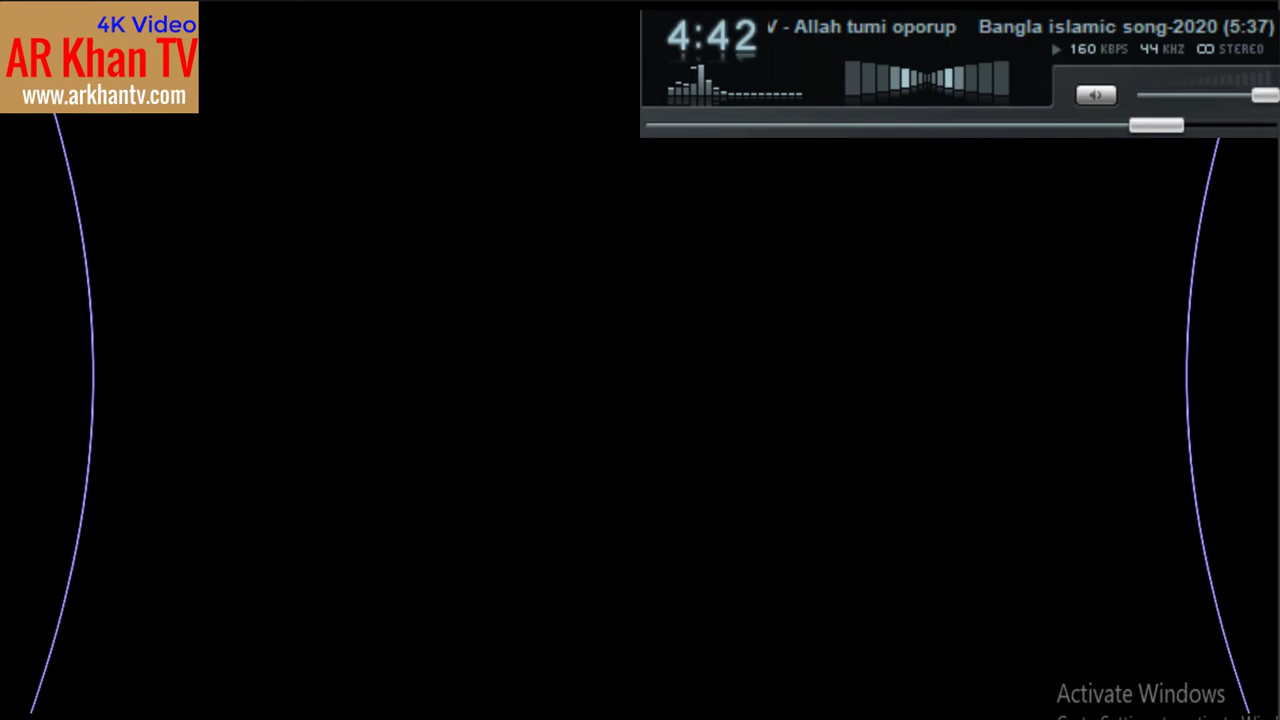 4K Video
AR Khan TV
www.arkhantv.com
4:42
V - Allah tumi oporup Bangla islamic song-2020 (5:37)
160 KBPS 44 KHZ STEREO
Activate Windows